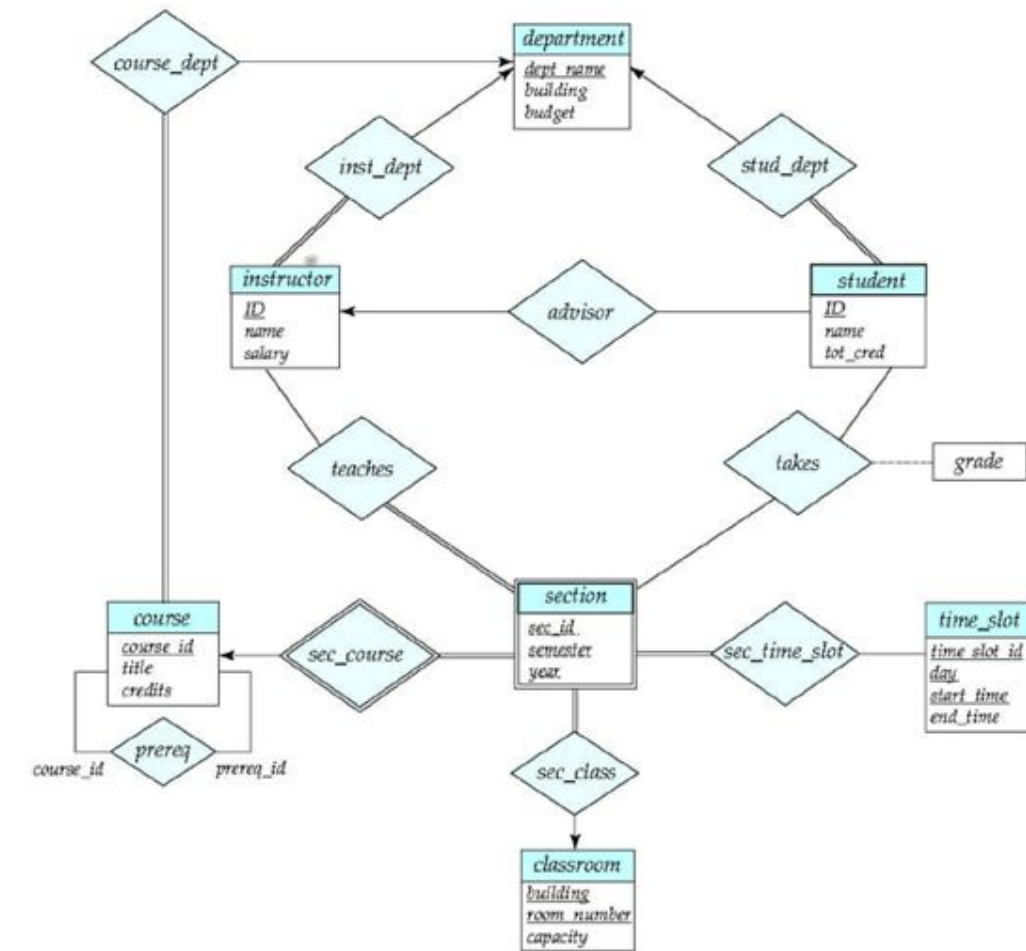 department
course_dept
dept_name
building
budget
inst_dept
stud_dept
instructor
ID
name
salary
advisor
student
ID
name
tot_cred
teaches
takes
grade
section
sec_id
semester
year
course
course_id
title
credits
sec_course
sec_time_slot
time_slot
time_slot_id
day
start_time
end_time
prereq
course_id
prereq_id
sec_class
classroom
building
room_number
capacity